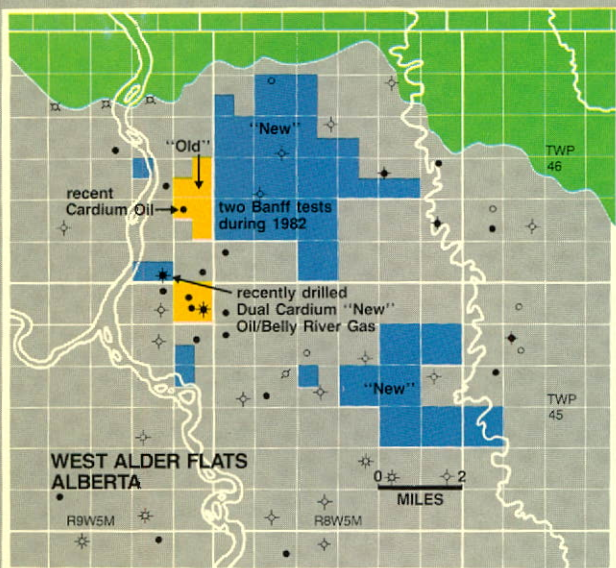 "New"
"Old"
TWP
46
recent
Cardium Oil
two Banff tests
during 1982
recently drilled
Dual Cardium "New"
Oil/Belly River Gas
"New"
TWP
45
WEST ALDER FLATS
ALBERTA
0 2
MILES
R9W5M
R8W5M